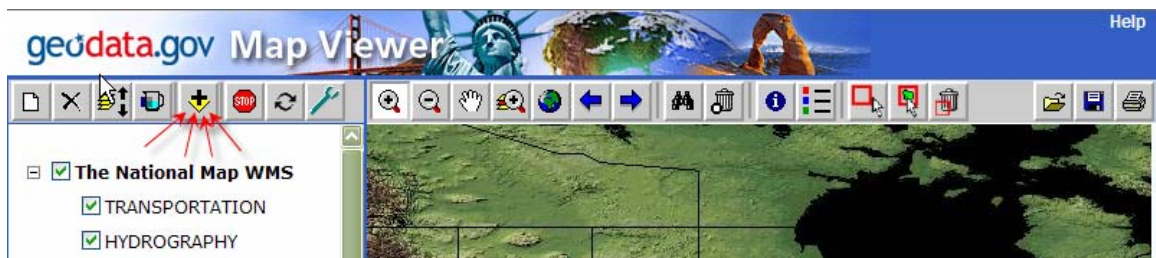 geodata.gov Map Viewer
Help
STOP
The National Map WMS
TRANSPORTATION
HYDROGRAPHY